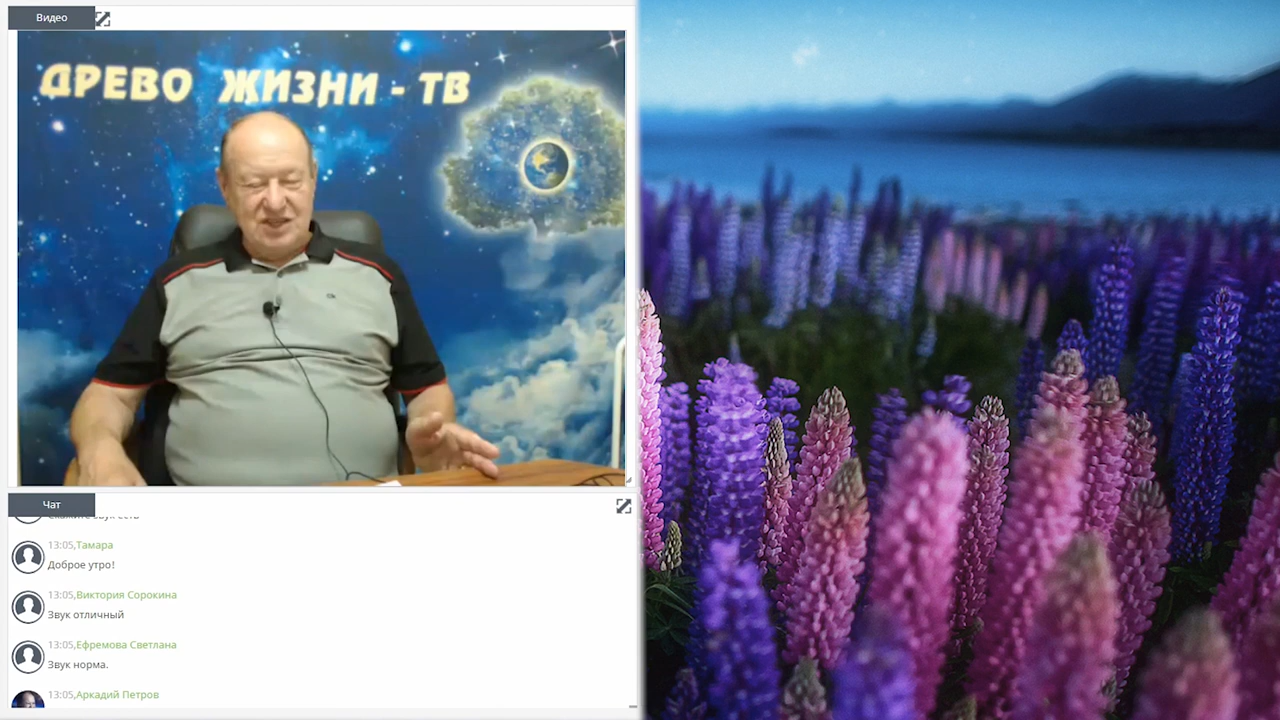 Видео
ДРЕВО ЖИЗНИ - ТВ
Чат
13:05,Тамара
Доброе утро!
13:05,Виктория Сорокина
Звук отличный
13:05,Ефремова Светлана
Звук норма.
13:05,Аркадий Петров